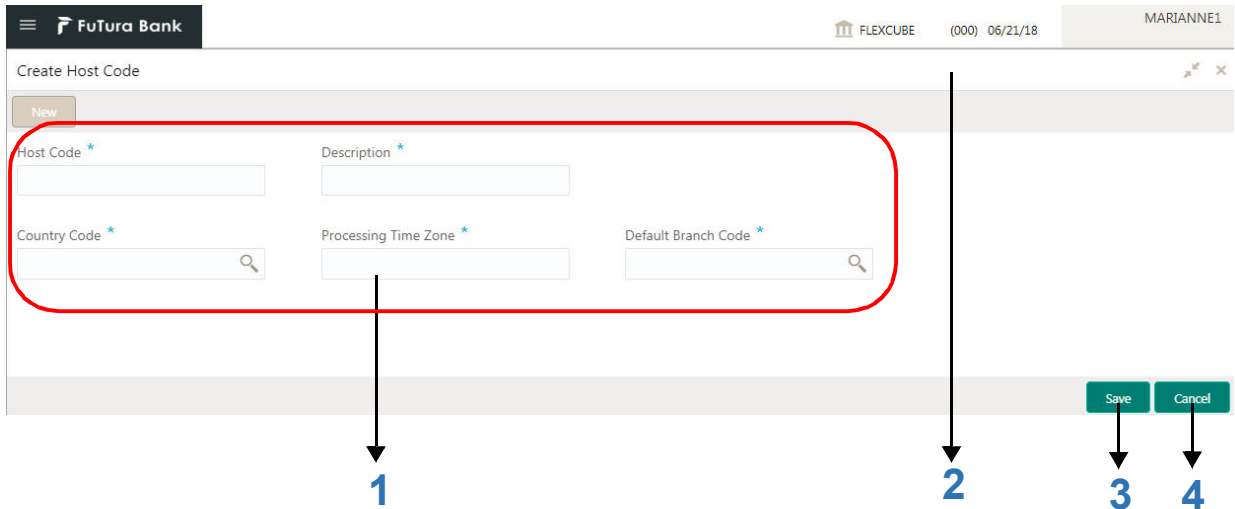 FuTura Bank
FLEXCUBE (000) 06/21/18
MARIANNE1
Create Host Code
New
Host Code *
Description *
Country Code *
Processing Time Zone *
Default Branch Code *
Save
Cancel
1
2
3
4